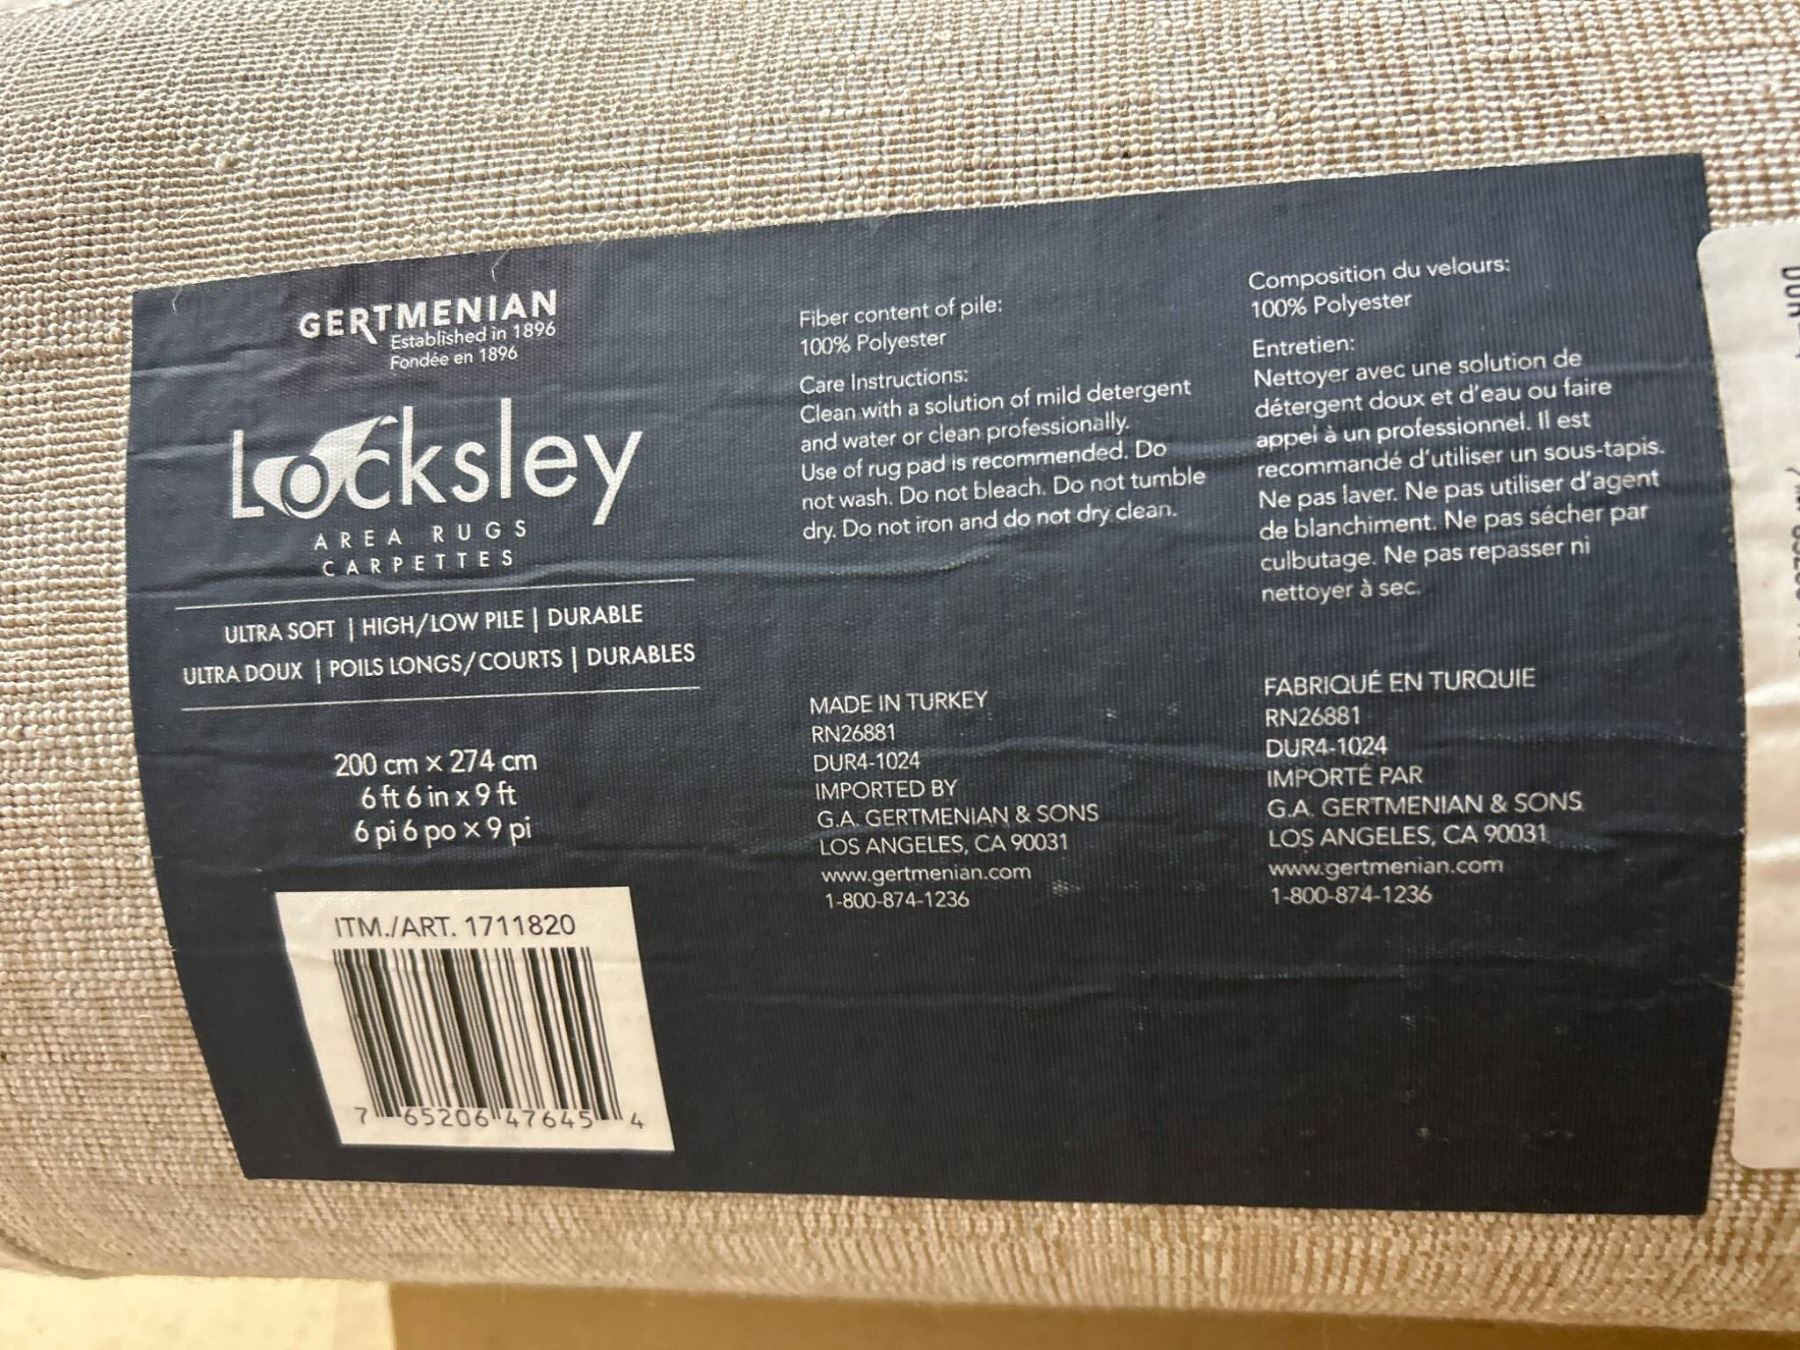 GERTMENIAN
Established in 1896
Fondée en 1896
Locksley
AREA RUGS
CARPETTES
ULTRA SOFT | HIGH/LOW PILE | DURABLE
ULTRA DOUX | POILS LONGS/COURTS | DURABLES
200 cm x 274 cm
6 ft 6 in x 9 ft
6 pi 6 po x 9 pi
ITM./ART. 1711820
7 65206 47645 4
Fiber content of pile:
100% Polyester
Care Instructions:
Clean with a solution of mild detergent
and water or clean professionally.
Use of rug pad is recommended. Do
not wash. Do not bleach. Do not tumble
dry. Do not iron and do not dry clean.
MADE IN TURKEY
RN26881
DUR4-1024
IMPORTED BY
G.A. GERTMENIAN & SONS
LOS ANGELES, CA 90031
www.gertmenian.com
1-800-874-1236
Composition du velours:
100% Polyester
Entretien:
Nettoyer avec une solution de
détergent doux et d'eau ou faire
appel à un professionnel. Il est
recommandé d'utiliser un sous-tapis.
Ne pas laver. Ne pas utiliser d'agent
de blanchiment. Ne pas sécher par
culbutage. Ne pas repasser ni
nettoyer à sec.
FABRIQUÉ EN TURQUIE
RN26881
DUR4-1024
IMPORTÉ PAR
G.A. GERTMENIAN & SONS
LOS ANGELES, CA 90031
www.gertmenian.com
1-800-874-1236